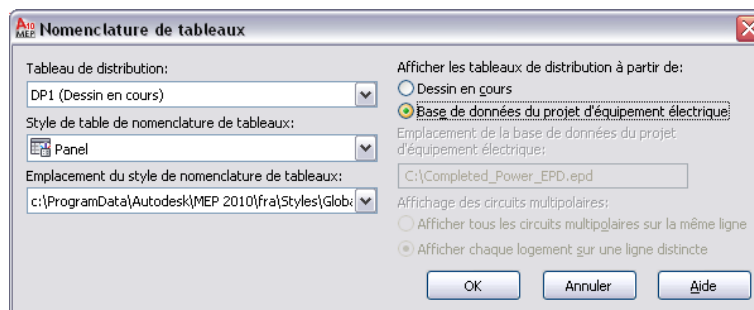 A10 MEP Nomenclature de tableaux
Tableau de distribution:
DP1 (Dessin en cours)
Style de table de nomenclature de tableaux:
Panel
Emplacement du style de nomenclature de tableaux:
c:\ProgramData\Autodesk\MEP 2010\fra\Styles\Globa
Afficher les tableaux de distribution à partir de:
Dessin en cours
Base de données du projet d'équipement électrique
Emplacement de la base de données du projet
d'équipement électrique:
C:\Completed_Power_EPD.epd
Affichage des circuits multipolaires:
Afficher tous les circuits multipolaires sur la même ligne
Afficher chaque logement sur une ligne distincte
OK
Annuler
Aide